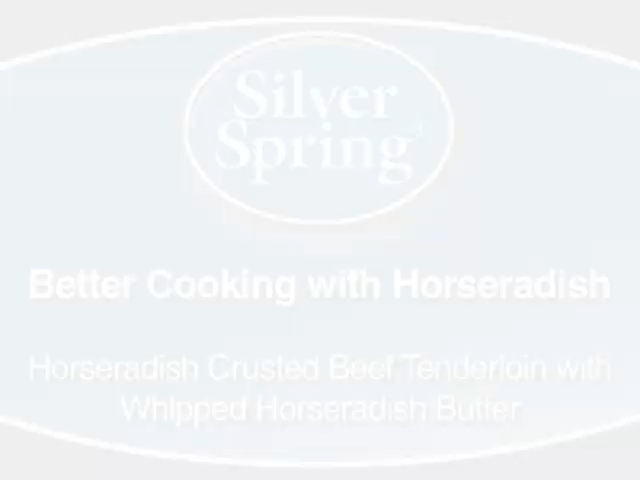 Silver
Spring
Better Cooking with Horseradish
Horseradish Crusted Beef Tenderloin with
Whipped Horseradish Butter